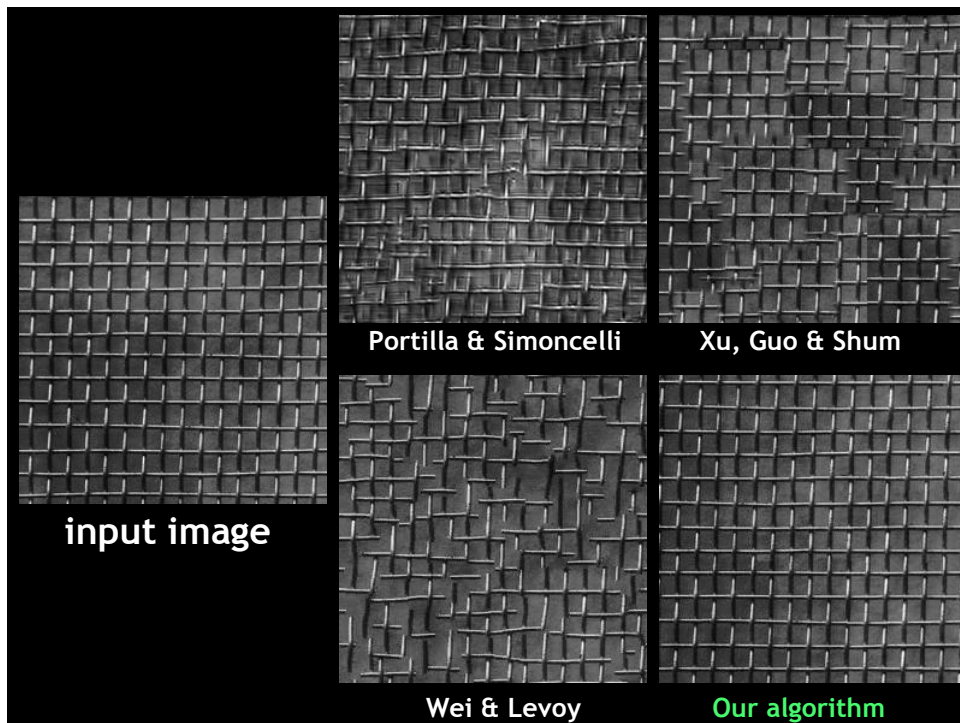 Portilla & Simoncelli
Xu, Guo & Shum
input image
Wei & Levoy
Our algorithm